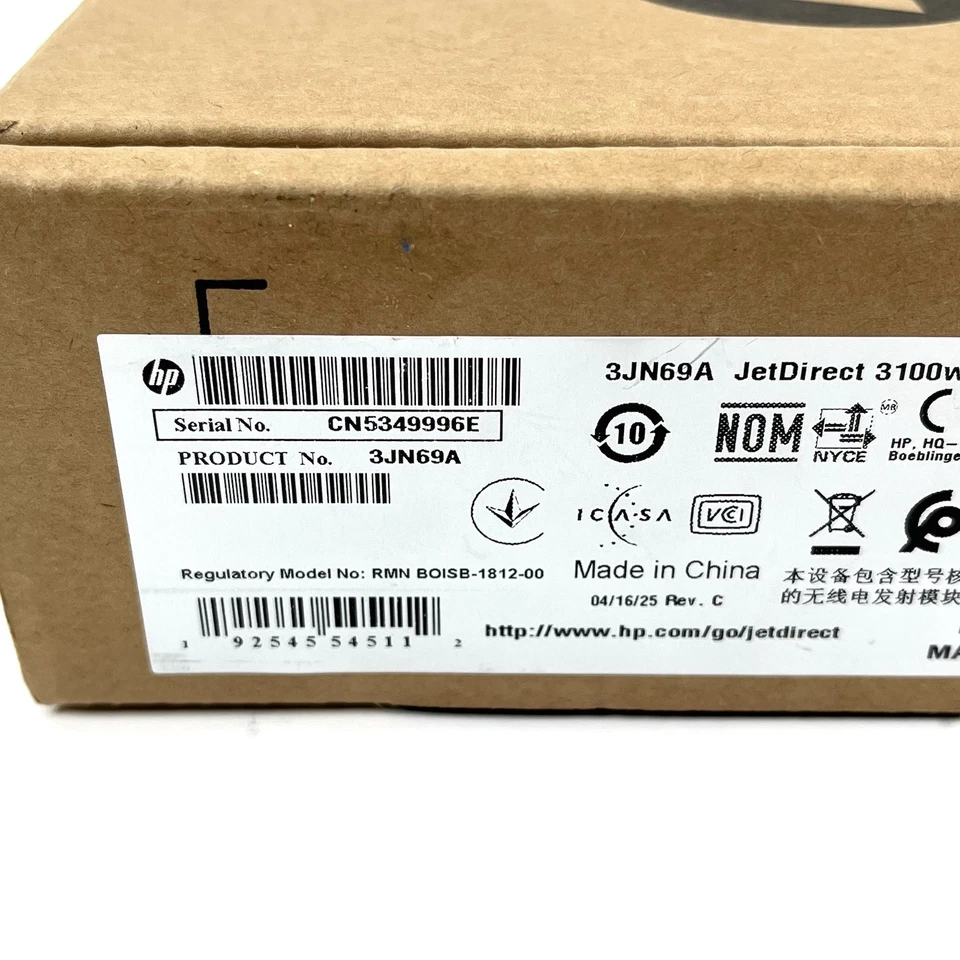 hp
3JN69A JetDirect 3100w
Serial No. CN5349996E
PRODUCT No. 3JN69A
10
NOM
NYCE
MR
HP, HQ-
Boeblinge
ICASA
VCI
Regulatory Model No: RMN BOISB-1812-00
Made in China
04/16/25 Rev. C
本设备包含型号核
的无线电发射模块
1 92545 54511 2
http://www.hp.com/go/jetdirect
MA